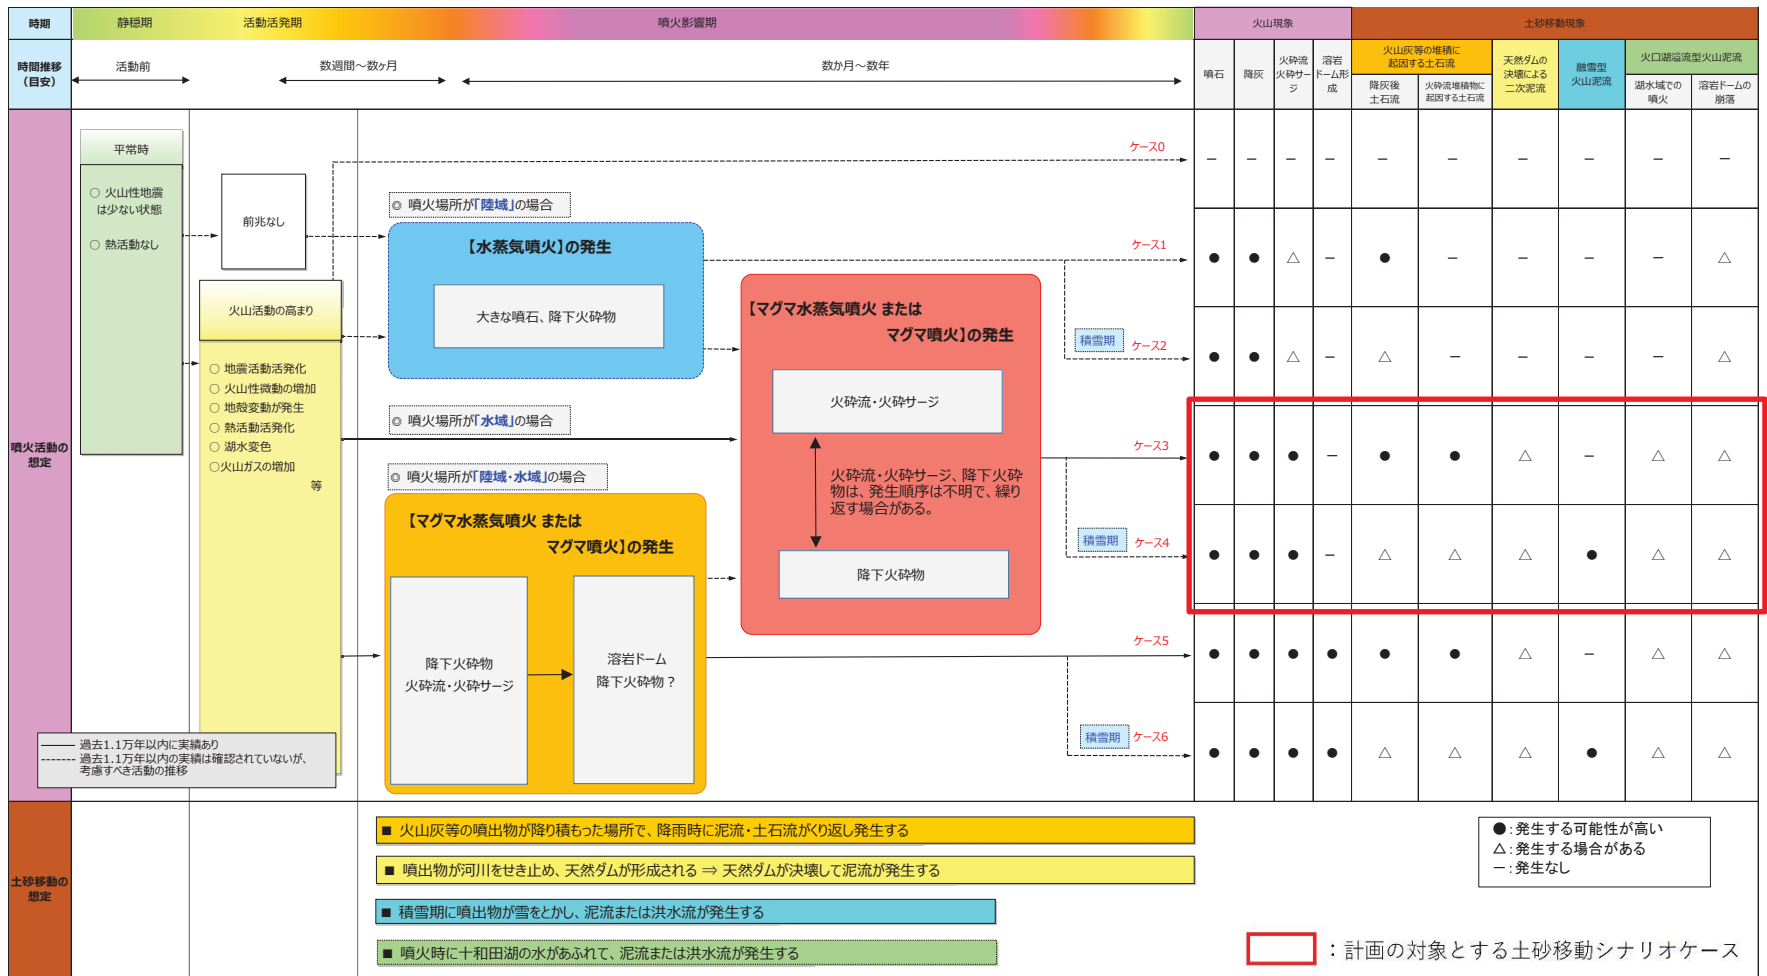 時期
静穏期
活動活発期
噴火影響期
火山現象
土砂移動現象
時間推移
(目安)
活動前
数週間～数ヶ月
数か月～数年
噴石
降灰
火砕流
火砕サー
ジ
溶岩
ドーム形
成
火山灰等の堆積に
起因する土石流
降灰後
土石流
火砕流堆積物に
起因する土石流
天然ダムの
決壊による
二次泥流
融雪型
火山泥流
火口湖溢流型火山泥流
湖水域での
噴火
溶岩ドームの
崩落
噴火活動の
想定
平常時
○ 火山性地震
は少ない状態
○ 熱活動なし
前兆なし
火山活動の高まり
○ 地震活動活発化
○ 火山性微動の増加
○ 地殻変動が発生
○ 熱活動活発化
○ 湖水変色
○火山ガスの増加
等
◎ 噴火場所が「陸域」の場合
【水蒸気噴火】の発生
大きな噴石、降下火砕物
◎ 噴火場所が「水域」の場合
◎ 噴火場所が「陸域・水域」の場合
【マグマ水蒸気噴火 または
マグマ噴火】の発生
降下火砕物
火砕流・火砕サージ
溶岩ドーム
降下火砕物？
【マグマ水蒸気噴火 または
マグマ噴火】の発生
火砕流・火砕サージ
火砕流・火砕サージ、降下火砕
物は、発生順序は不明で、繰り
返す場合がある。
降下火砕物
ケース0
－ － － － － － － － － －
ケース1
● ● △ － ● － － － － △
積雪期
ケース2
● ● △ － △ － － － － △
ケース3
● ● ● － ● ● △ － △ △
積雪期
ケース4
● ● ● － △ △ △ ● △ △
ケース5
● ● ● ● ● ● △ － △ △
積雪期
ケース6
● ● ● ● △ △ △ ● △ △
過去1.1万年以内に実績あり
過去1.1万年以内の実績は確認されていないが、
考慮すべき活動の推移
土砂移動の
想定
■ 火山灰等の噴出物が降り積もった場所で、降雨時に泥流・土石流がくり返し発生する
■ 噴出物が河川をせき止め、天然ダムが形成される ⇒ 天然ダムが決壊して泥流が発生する
■ 積雪期に噴出物が雪をとかし、泥流または洪水流が発生する
■ 噴火時に十和田湖の水があふれて、泥流または洪水流が発生する
●：発生する可能性が高い
△：発生する場合がある
－：発生なし
：計画の対象とする土砂移動シナリオケース